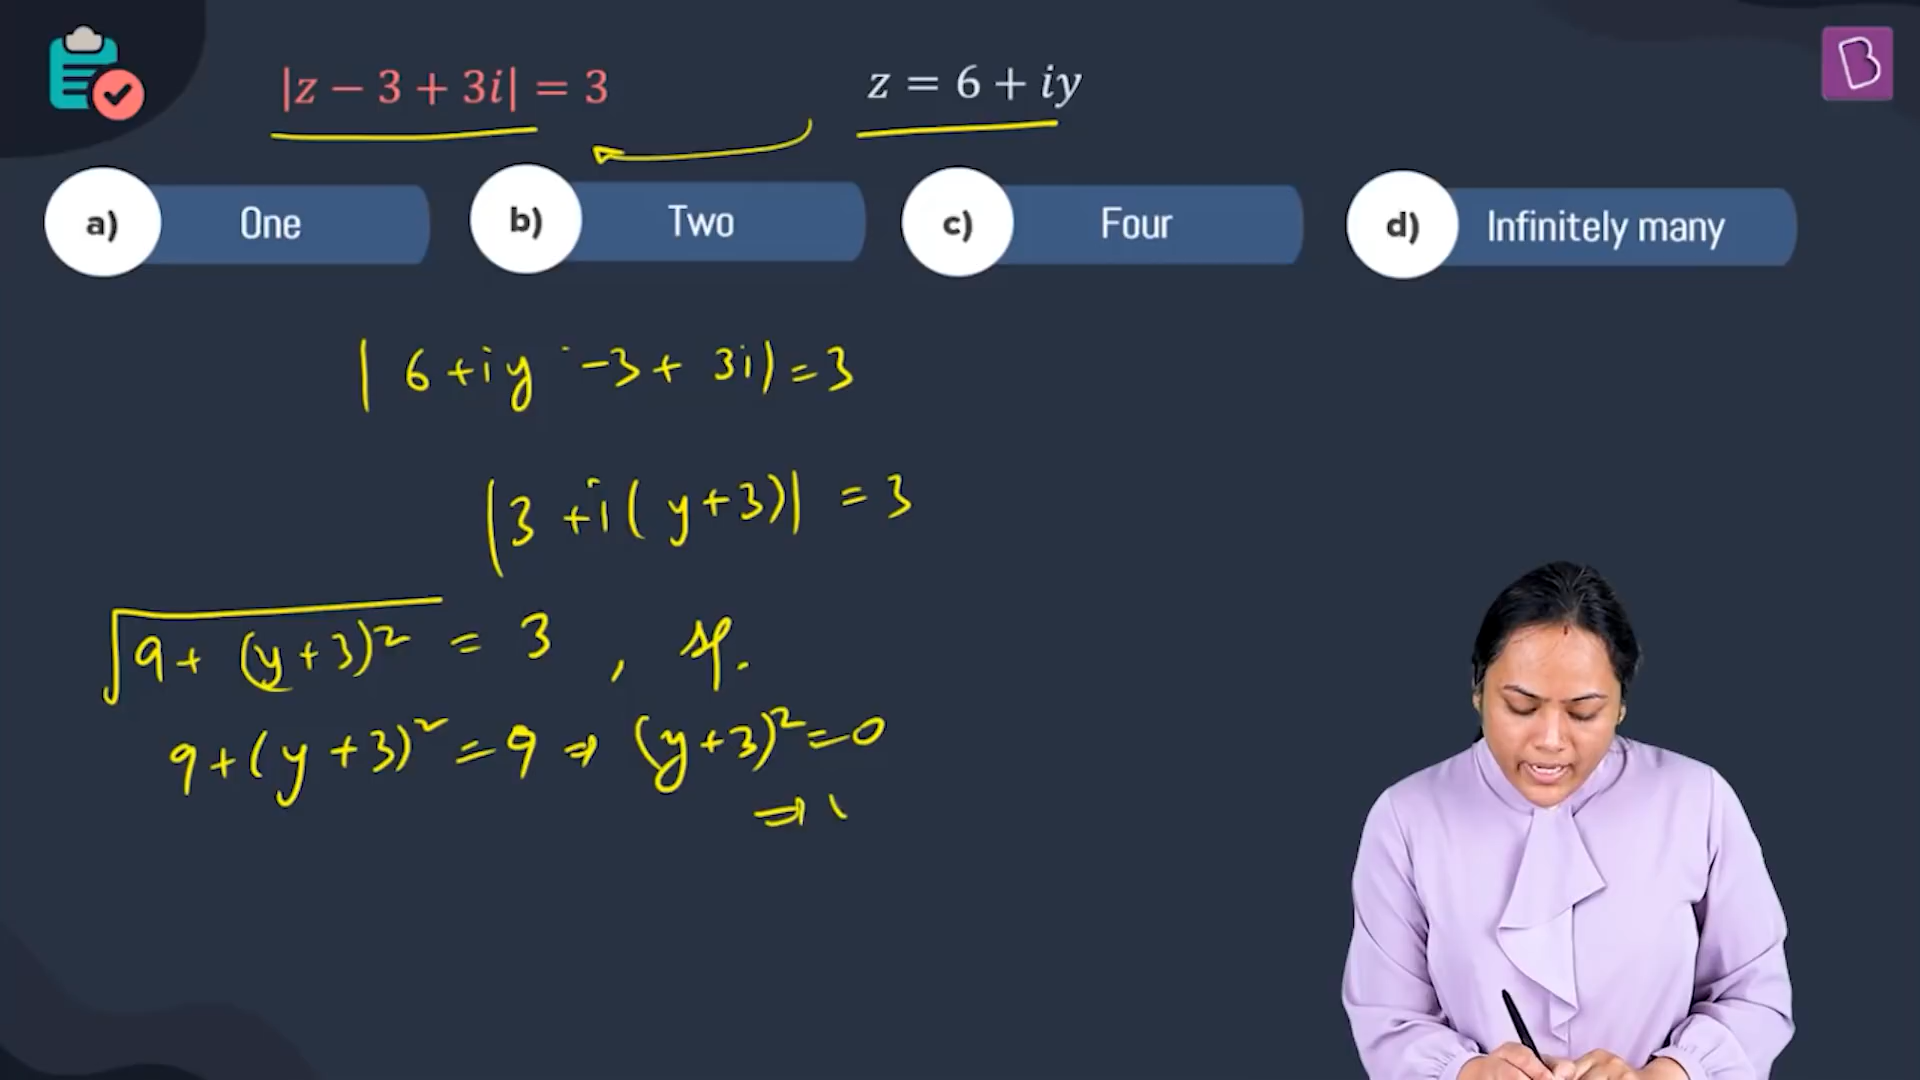 |z − 3 + 3i| = 3
z = 6 + iy
a) One
b) Two
c) Four
d) Infinitely many
| 6 + i y - 3 + 3i | = 3
| 3 + i ( y + 3 ) | = 3
√9 + (y + 3)² = 3 ,
9 + ( y + 3 )² = 9 ⇒ (y + 3)² = 0
⇒